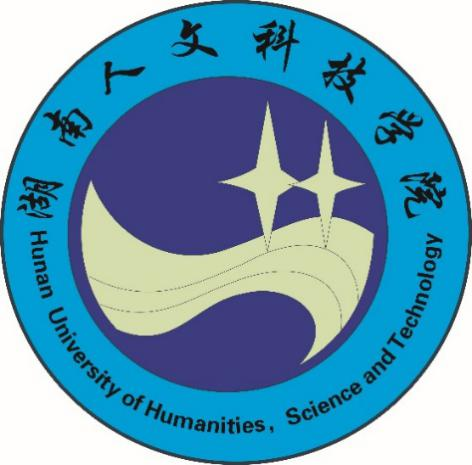 湖南人文科技学院
Hunan University of Humanities, Science and Technology